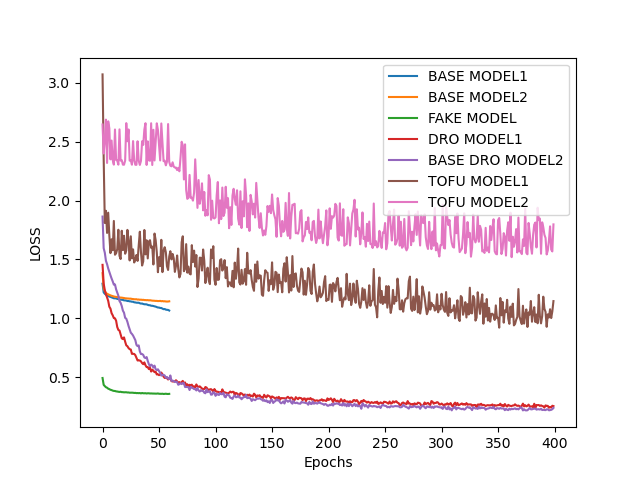 3.0
2.5
2.0
1.5
1.0
0.5
LOSS
BASE MODEL1
BASE MODEL2
FAKE MODEL
DRO MODEL1
BASE DRO MODEL2
TOFU MODEL1
TOFU MODEL2
0 50 100 150 200 250 300 350 400
Epochs